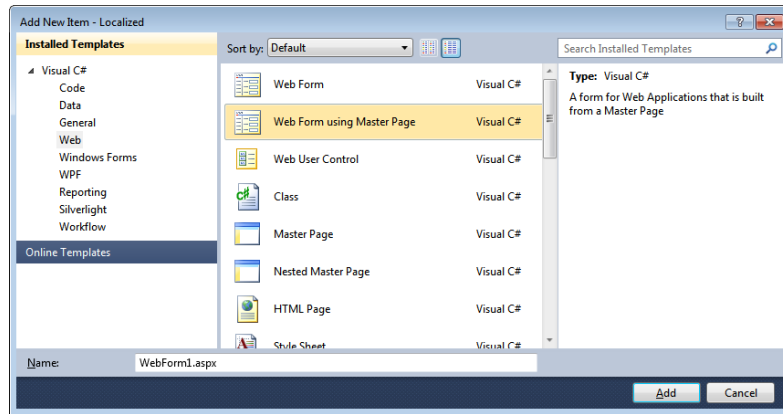 Add New Item - Localized
Installed Templates
Visual C#
Code
Data
General
Web
Windows Forms
WPF
Reporting
Silverlight
Workflow
Online Templates
Sort by: Default
Search Installed Templates
Web Form Visual C#
Web Form using Master Page Visual C#
Web User Control Visual C#
C# Class Visual C#
Master Page Visual C#
Nested Master Page Visual C#
HTML Page Visual C#
A Style Sheet Visual C#
Type: Visual C#
A form for Web Applications that is built
from a Master Page
Name: WebForm1.aspx
Add Cancel